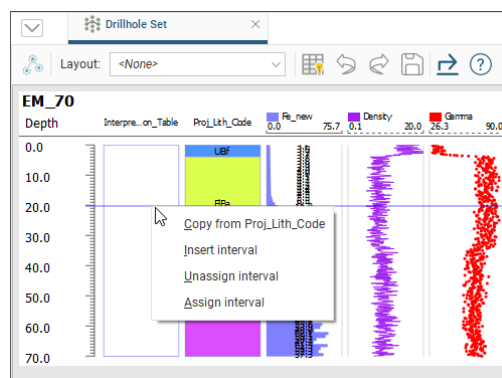 Drillhole Set ×
Layout: <None> ?
EM_70
Depth Interpre...on_Table Proj_Lith_Code Fe_new Density Gamma
0.0 75.7 0.1 20.0 26.3 90.0
0.0
UBf
10.0
20.0
30.0
40.0
50.0
60.0
70.0
Copy from Proj_Lith_Code
Insert interval
Unassign interval
Assign interval